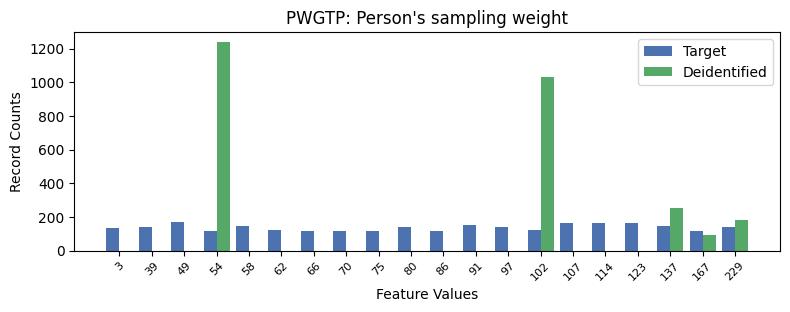 PWGTP: Person's sampling weight
Target
Deidentified
Record Counts
1200
1000
800
600
400
200
0
3 39 49 54 58 62 66 70 75 80 86 91 97 102 107 114 123 137 167 229
Feature Values